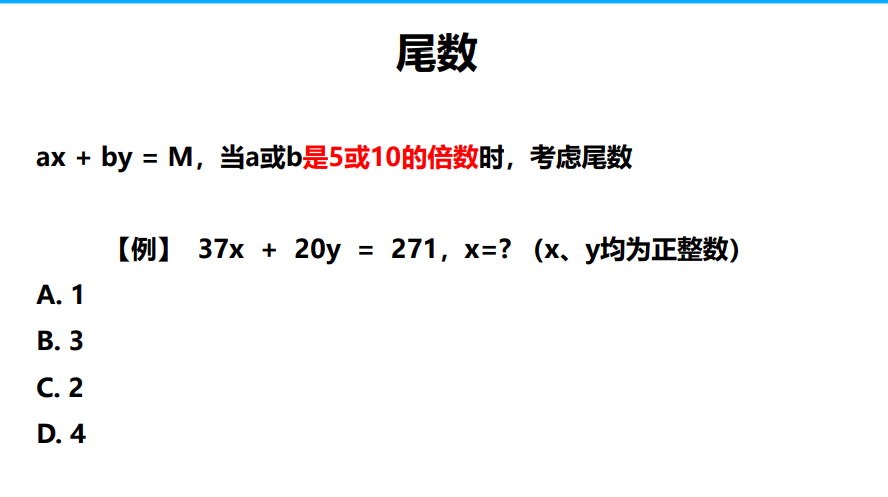 尾数
ax + by = M，当a或b是5或10的倍数时，考虑尾数
【例】 37x + 20y = 271，x=?（x、y均为正整数）
A. 1
B. 3
C. 2
D. 4